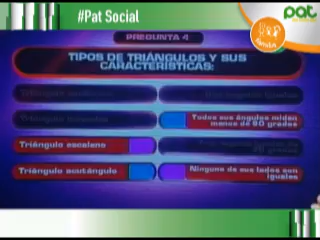 #Pat Social
pat
familia
PREGUNTA 4
TIPOS DE TRIÁNGULOS Y SUS
CARACTERÍSTICAS:
Todos sus ángulos miden
menos de 90 grados
Triángulo escaleno
Triángulo acutángulo
Ninguno de sus lados son
iguales